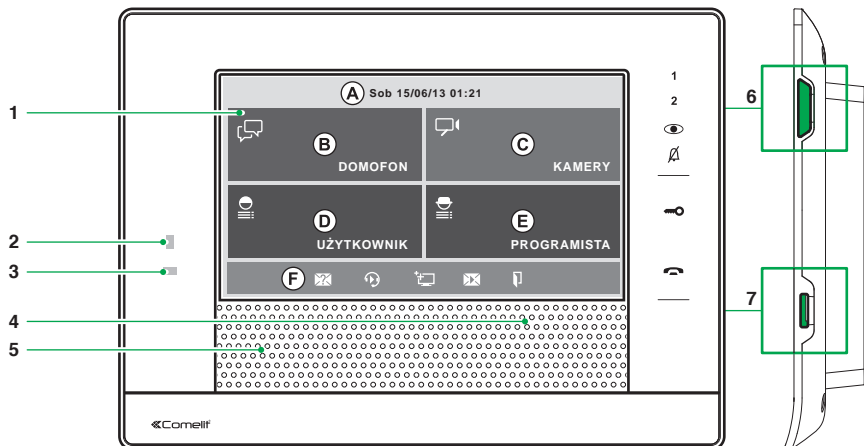 A Sob 15/06/13 01:21
1
B
DOMOFON
C
KAMERY
D
UŻYTKOWNIK
E
PROGRAMISTA
F
2
3
4
5
1
2
6
7
Comelit